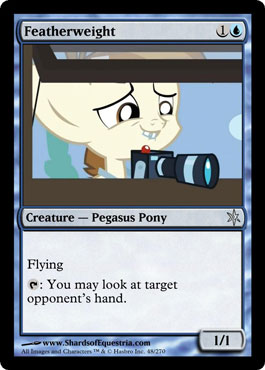 Featherweight 1
Creature — Pegasus Pony
Flying
: You may look at target
opponent's hand.
1/1
www.ShardsofEquestria.com
All Images and Characters ™ & © Hasbro Inc. 48/270